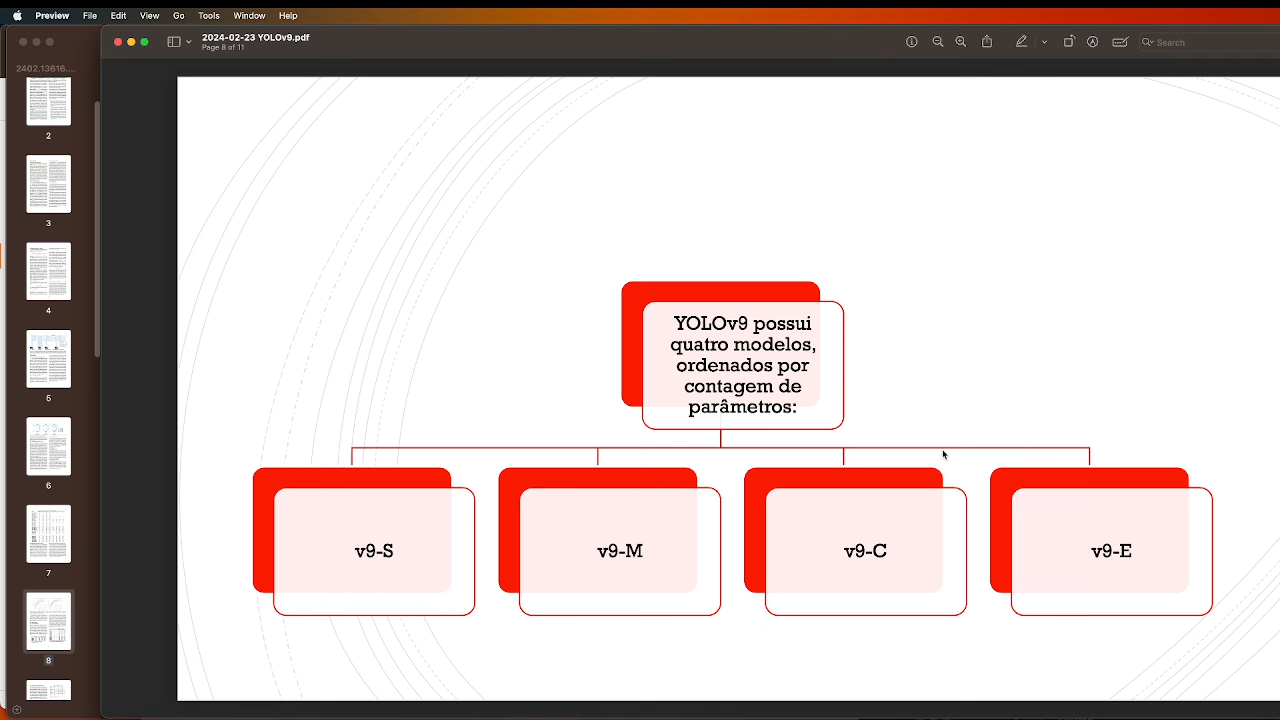 Preview File Edit View Go Tools Window Help
2024-02-23 YOLOv9.pdf
Page 8 of 11
Search
2402.13616....
2
3
4
5
6
7
8
YOLOv9 possui
quatro modelos,
ordenados por
contagem de
parâmetros:
v9-S
v9-M
v9-C
v9-E